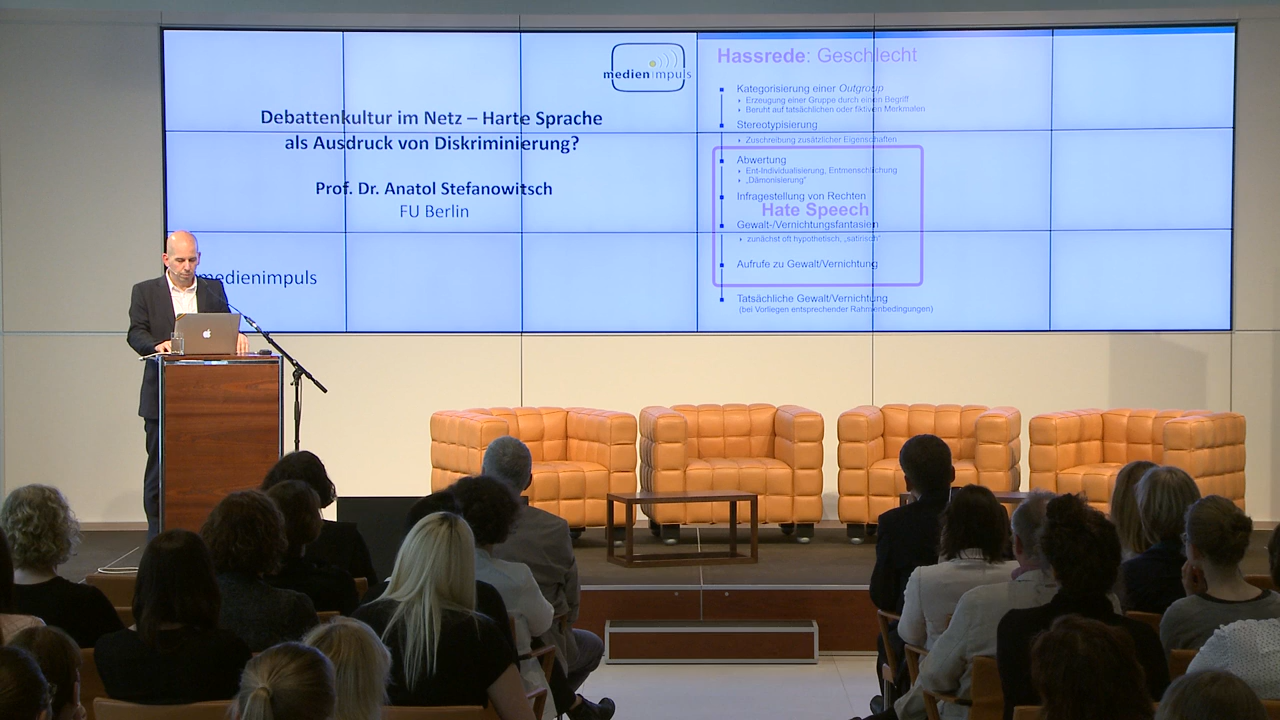 medienimpuls
Debattenkultur im Netz – Harte Sprache
als Ausdruck von Diskriminierung?
Prof. Dr. Anatol Stefanowitsch
FU Berlin
medienimpuls
Hassrede: Geschlecht
Kategorisierung einer Outgroup
Erzeugung einer Gruppe durch einen Begriff
Beruht auf tatsächlichen oder fiktiven Merkmalen
Stereotypisierung
Zuschreibung zusätzlicher Eigenschaften
Abwertung
Ent-Individualisierung, Entmenschlichung
„Dämonisierung“
Infragestellung von Rechten
Hate Speech
Gewalt-/Vernichtungsfantasien
zunächst oft hypothetisch, „satirisch“
Aufrufe zu Gewalt/Vernichtung
Tatsächliche Gewalt/Vernichtung
(bei Vorliegen entsprechender Rahmenbedingungen)